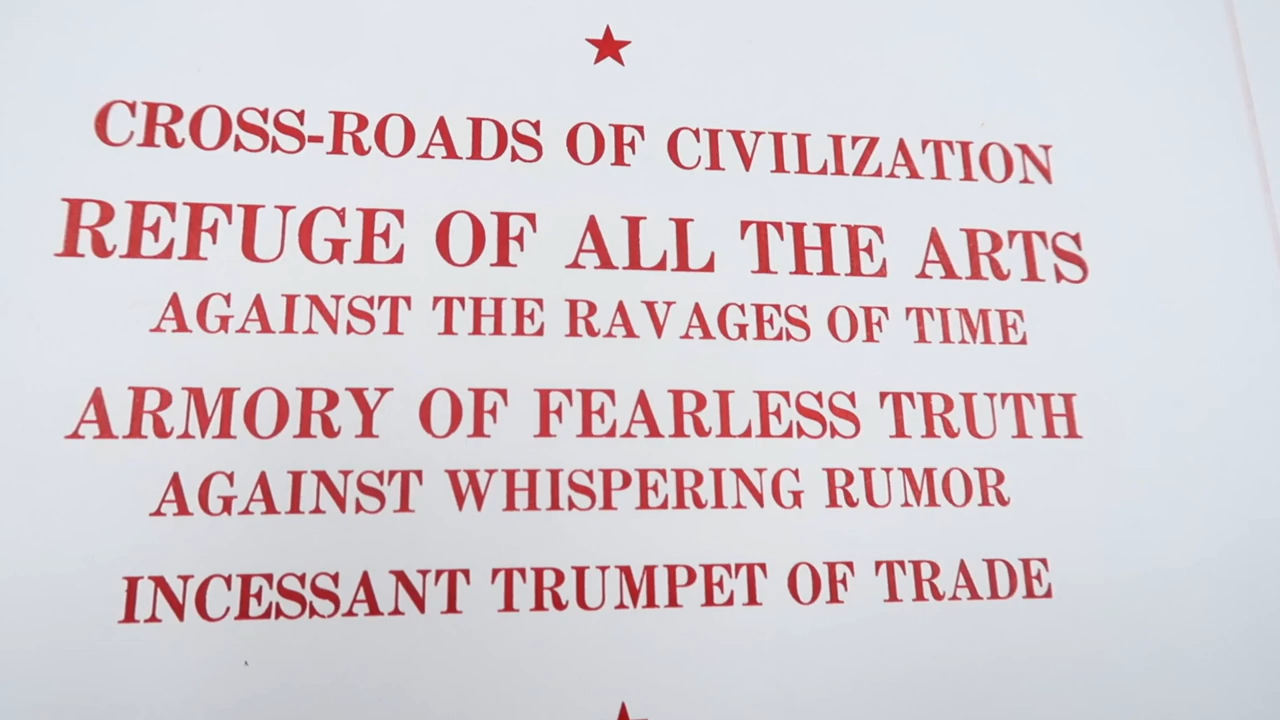 CROSS-ROADS OF CIVILIZATION
REFUGE OF ALL THE ARTS
AGAINST THE RAVAGES OF TIME
ARMORY OF FEARLESS TRUTH
AGAINST WHISPERING RUMOR
INCESSANT TRUMPET OF TRADE